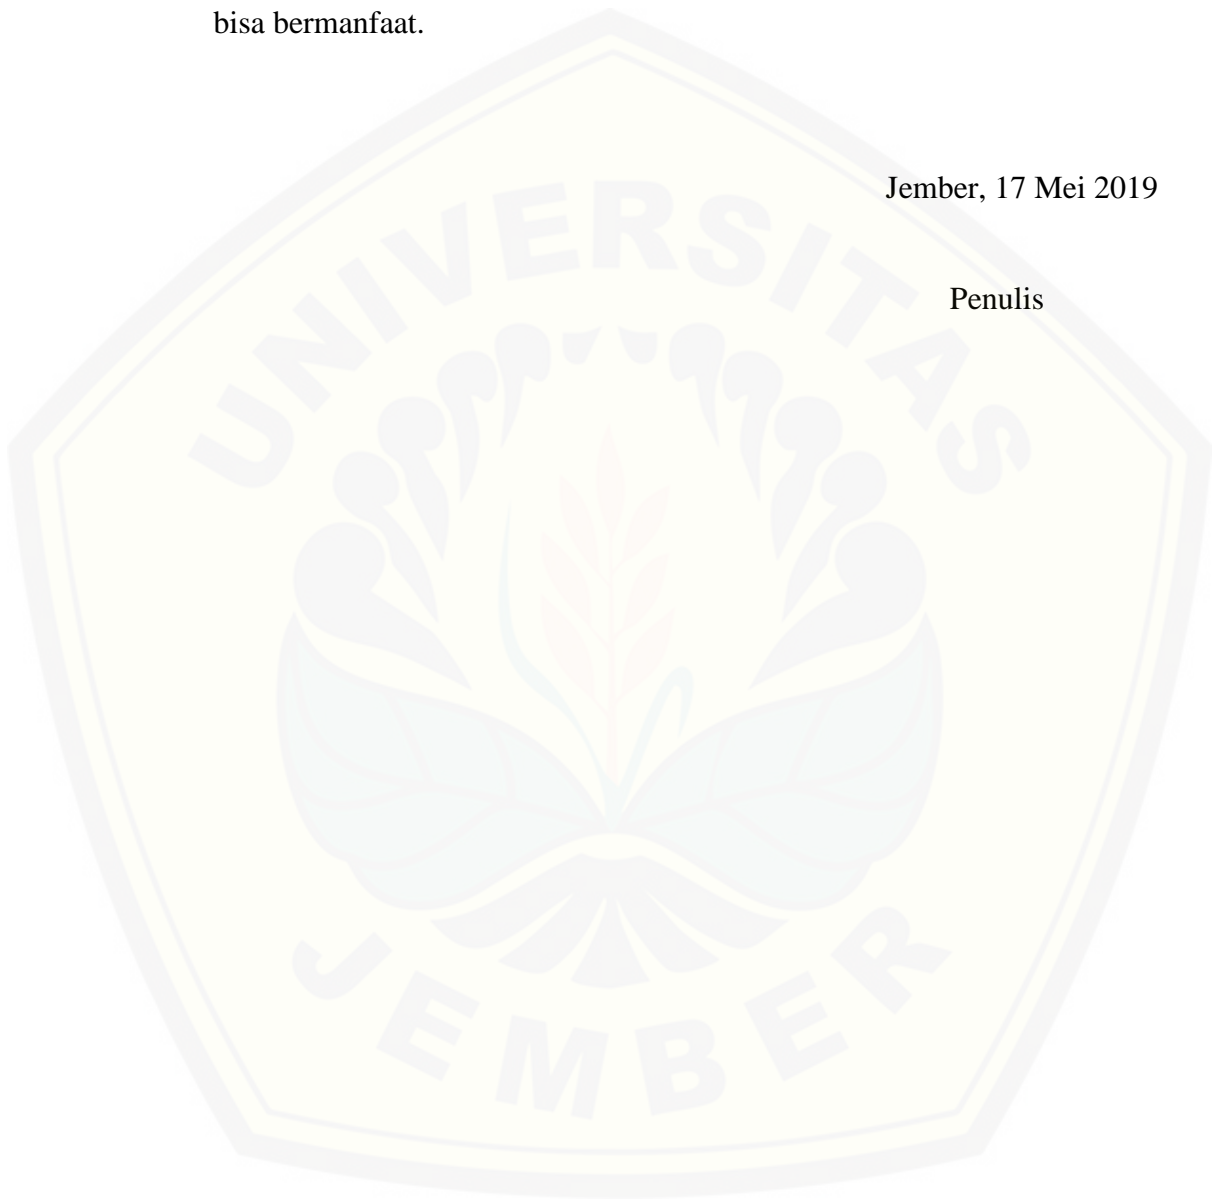 bisa bermanfaat.
Jember, 17 Mei 2019
Penulis
UNIVERSITAS
JEMBER